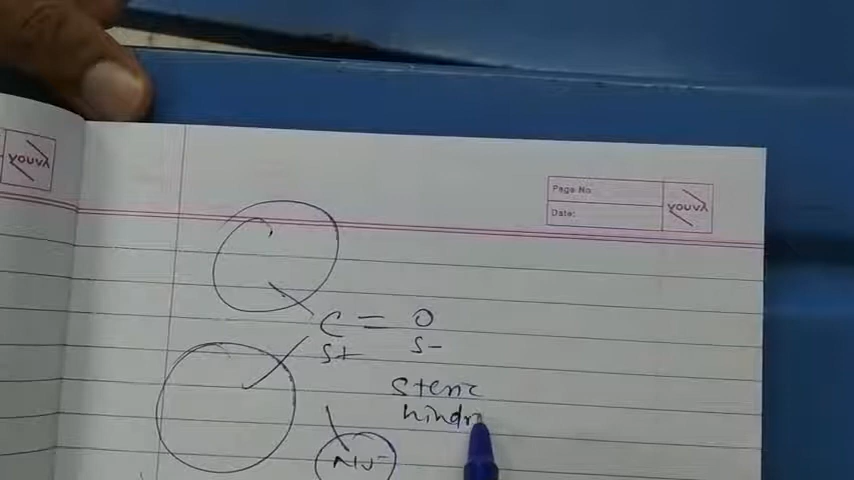 youva
Page No.
Date:
youva
C = O
δ+ δ-
Steric
hindr
Nu-